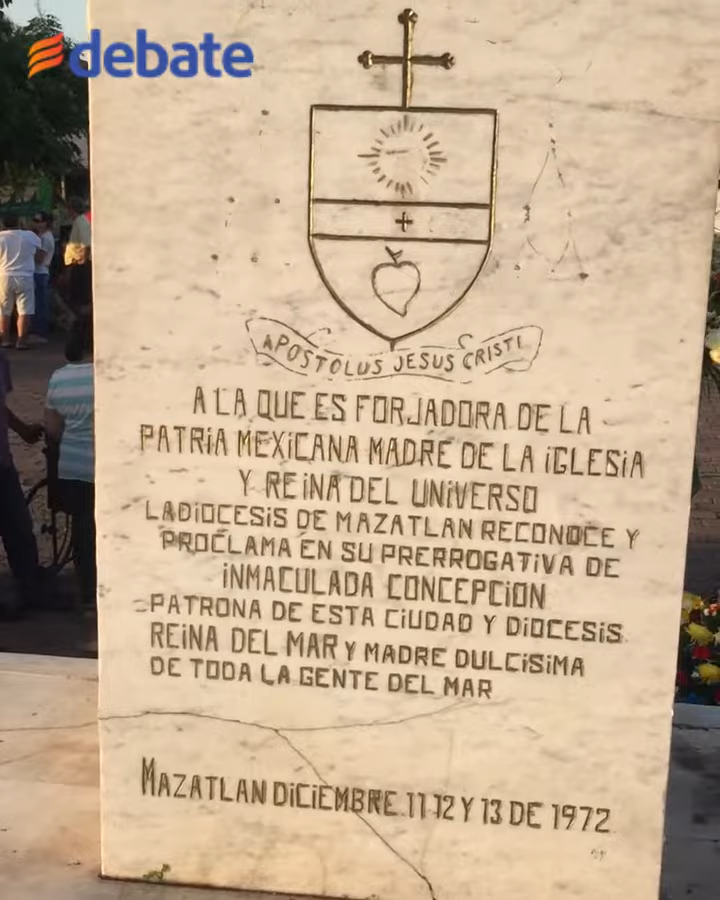 debate
APOSTOLUS JESUS CRISTI
A LA QUE ES FORJADORA DE LA
PATRiA MEXiCANA MADRE DE LA iGLESiA
Y REiNA DEL UNiVERSO
LA DiOCESiS DE MAZATLAN RECONOCE Y
PROCLAMA EN SU PRERROGATiVA DE
iNMACULADA CONCEPCiON
PATRONA DE ESTA CiUDAD Y DiOCESiS
REiNA DEL MAR Y MADRE DULCiSiMA
DE TODA LA GENTE DEL MAR
MAZATLAN DiCiEMBRE 11 12 Y 13 DE 1972